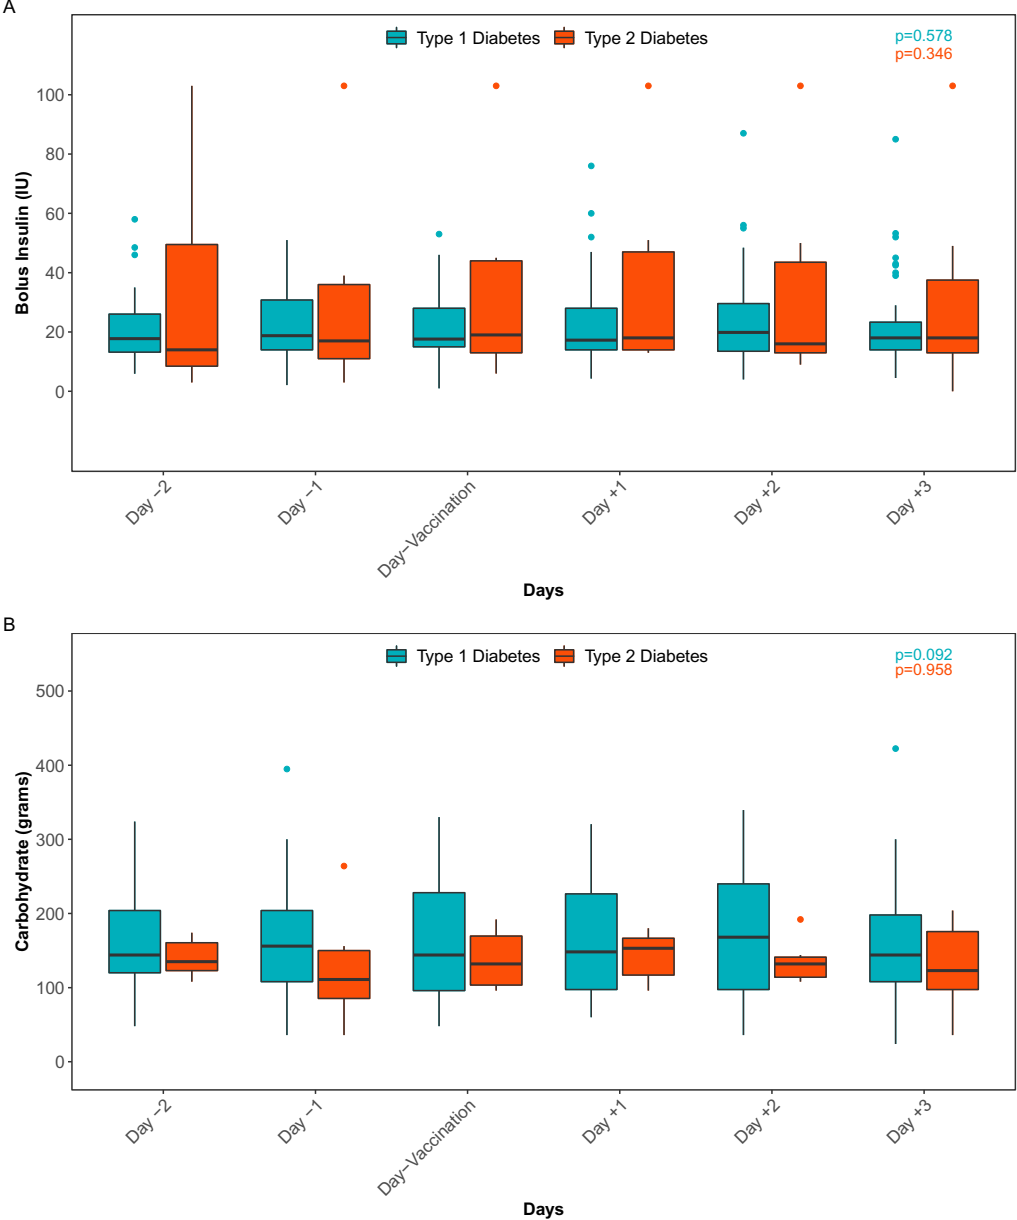 A
Type 1 Diabetes Type 2 Diabetes
p=0.578
p=0.346
Bolus Insulin (IU)
100
80
60
40
20
0
Day −2 Day −1 Day−Vaccination Day +1 Day +2 Day +3
Days
B
Type 1 Diabetes Type 2 Diabetes
p=0.092
p=0.958
Carbohydrate (grams)
500
400
300
200
100
0
Day −2 Day −1 Day−Vaccination Day +1 Day +2 Day +3
Days